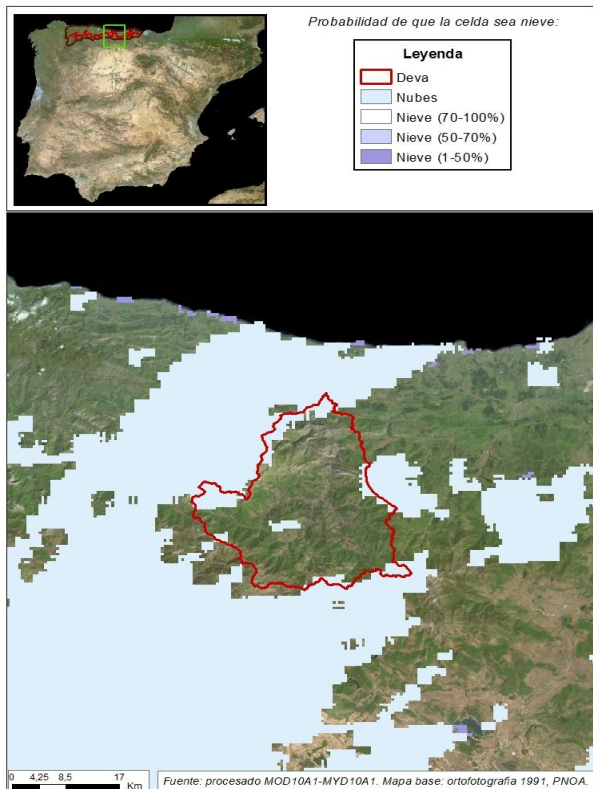 Probabilidad de que la celda sea nieve:
Leyenda
Deva
Nubes
Nieve (70-100%)
Nieve (50-70%)
Nieve (1-50%)
0 4,25 8,5 17
Km
Fuente: procesado MOD10A1-MYD10A1. Mapa base: ortofotografia 1991, PNOA.